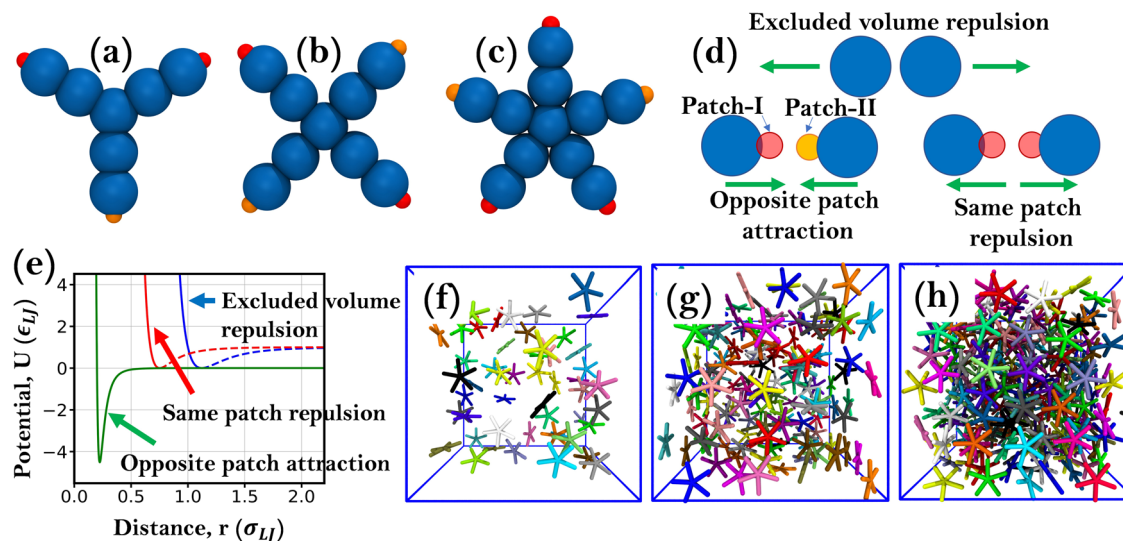 (a)
(b)
(c)
(d)
Excluded volume repulsion
Patch-I
Patch-II
Opposite patch
attraction
Same patch
repulsion
(e)
Potential, U (ϵLJ)
4
2
0
−2
−4
Excluded volume
repulsion
Same patch repulsion
Opposite patch attraction
0.0 0.5 1.0 1.5 2.0
Distance, r (σLJ)
(f)
(g)
(h)